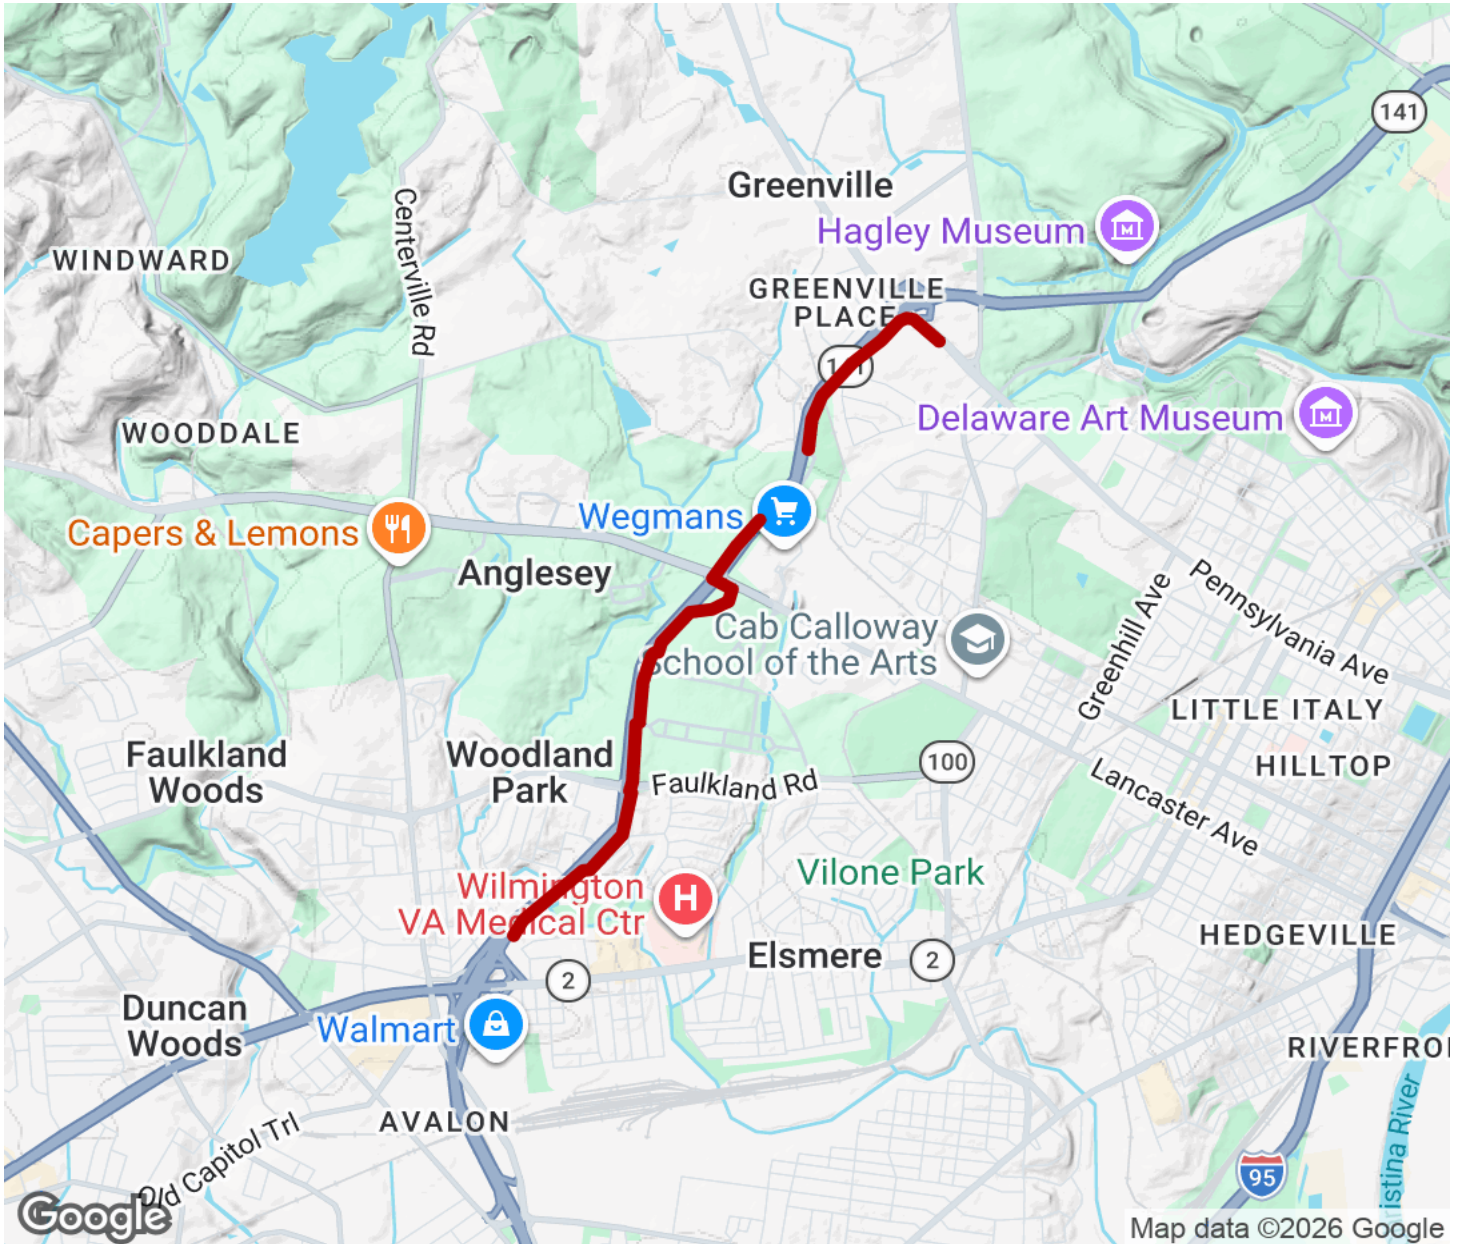 141
Greenville
Hagley Museum
Centerville Rd
WINDWARD
GREENVILLE
PLACE
WOODDALE
Delaware Art Museum
Capers & Lemons
Wegmans
Anglesey
Pennsylvania Ave
Cab Calloway
School of the Arts
Greenhill Ave
LITTLE ITALY
Faulkland
Woods
Woodland
Park
Faulkland Rd
100
HILLTOP
Lancaster Ave
Wilmington
VA Medical Ctr
H
Vilone Park
Elsmere
2
HEDGEVILLE
2
Duncan
Woods
Walmart
RIVERFRO
AVALON
Old Capitol Trl
95
ristina River
Google
Map data ©2026 Google